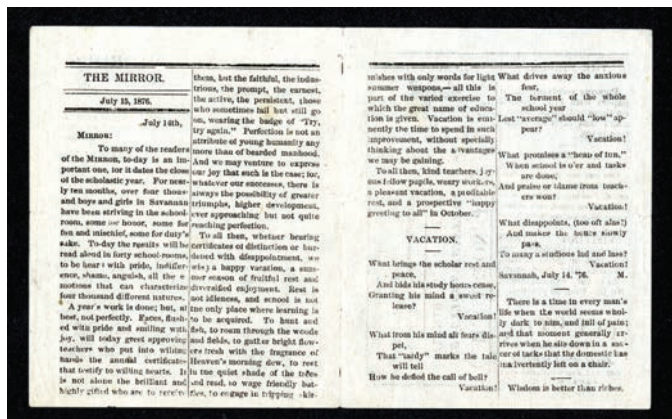 THE MIRROR.
July 15, 1876.
July 14th,
MIRROR:
To many of the readers
of the MIRROR, to-day is an im-
portant one, for it dates the close
of the scholastic year. For near-
ly ten months, over four thous-
and boys and girls in Savannah
have been striving in the school-
room, some for honor, some for
fun and mischief, some for duty's
sake. To-day the results will be
read aloud in forty school-rooms,
to be heard with pride, indiffer-
ence, shame, anguish, all the e-
motions that can characterize
four thousand different natures.
A year's work is done; but, at
best, not perfectly. Faces, flush-
ed with pride and smiling with
joy, will today greet approving
teachers who put into willing
hands the annual certificates
that testify to willing hearts. It
is not alone the brilliant and
highly gifted who are to receive
them, but the faithful, the indus-
trious, the prompt, the earnest,
the active, the persistent, those
who sometimes fail but still go
on, wearing the badge of "Try,
try again." Perfection is not an
attribute of young humanity any
more than of bearded manhood.
And we may venture to express
our joy that such is the case; for,
whatever our successes, there is
always the possibility of greater
triumphs, higher development,
ever approaching but not quite
reaching perfection.
To all then, whether bearing
certificates of distinction or bur-
dened with disappointment, we
wish a happy vacation, a sum-
mer season of fruitful rest and
diversified enjoyment. Rest is
not idleness, and school is not
the only place where learning is
to be acquired. To hunt and
fish, to roam through the woods
and fields, to gather bright flow-
ers fresh with the fragrance of
Heaven's morning dew, to rest
in the quiet shade of the trees
and read, to wage friendly bat-
tles, to engage in tripping skir-
mishes with only words for light
summer weapons,— all this is
part of the varied exercise to
which the great name of educa-
tion is given. Vacation is emi-
nently the time to spend in such
improvement, without specially
thinking about the advantages
we may be gaining.
To all then, kind teachers, joy-
ous fellow pupils, weary workers,
a pleasant vacation, a profitable
rest, and a prospective "happy
greeting to all" in October.
VACATION.
What brings the scholar rest and
peace,
And bids his study hours cease,
Granting his mind a sweet re-
lease?
Vacation!
What from his mind all fears dis-
pel,
That "tardy" marks the tale
will tell
How he defied the call of bell?
Vacation!
What drives away the anxious
fear,
The torment of the whole
school year
Lest "average" should "low" ap-
pear?
Vacation!
What promises a "heap of fun,"
When school is o'er and tasks
are done;
And praise or blame from teach-
ers won?
Vacation!
What disappoints, (too oft alas!)
And makes the hours slowly
pass,
To many a studious lad and lass?
Vacation!
Savannah, July 14, '76. M.
There is a time in every man's
life when the world seems whol-
ly dark to him, and full of pain;
and that moment generally ar-
rives when he sits down in a sau-
cer of tacks that the domestic has
inadvertently left on a chair.
Wisdom is better than riches.